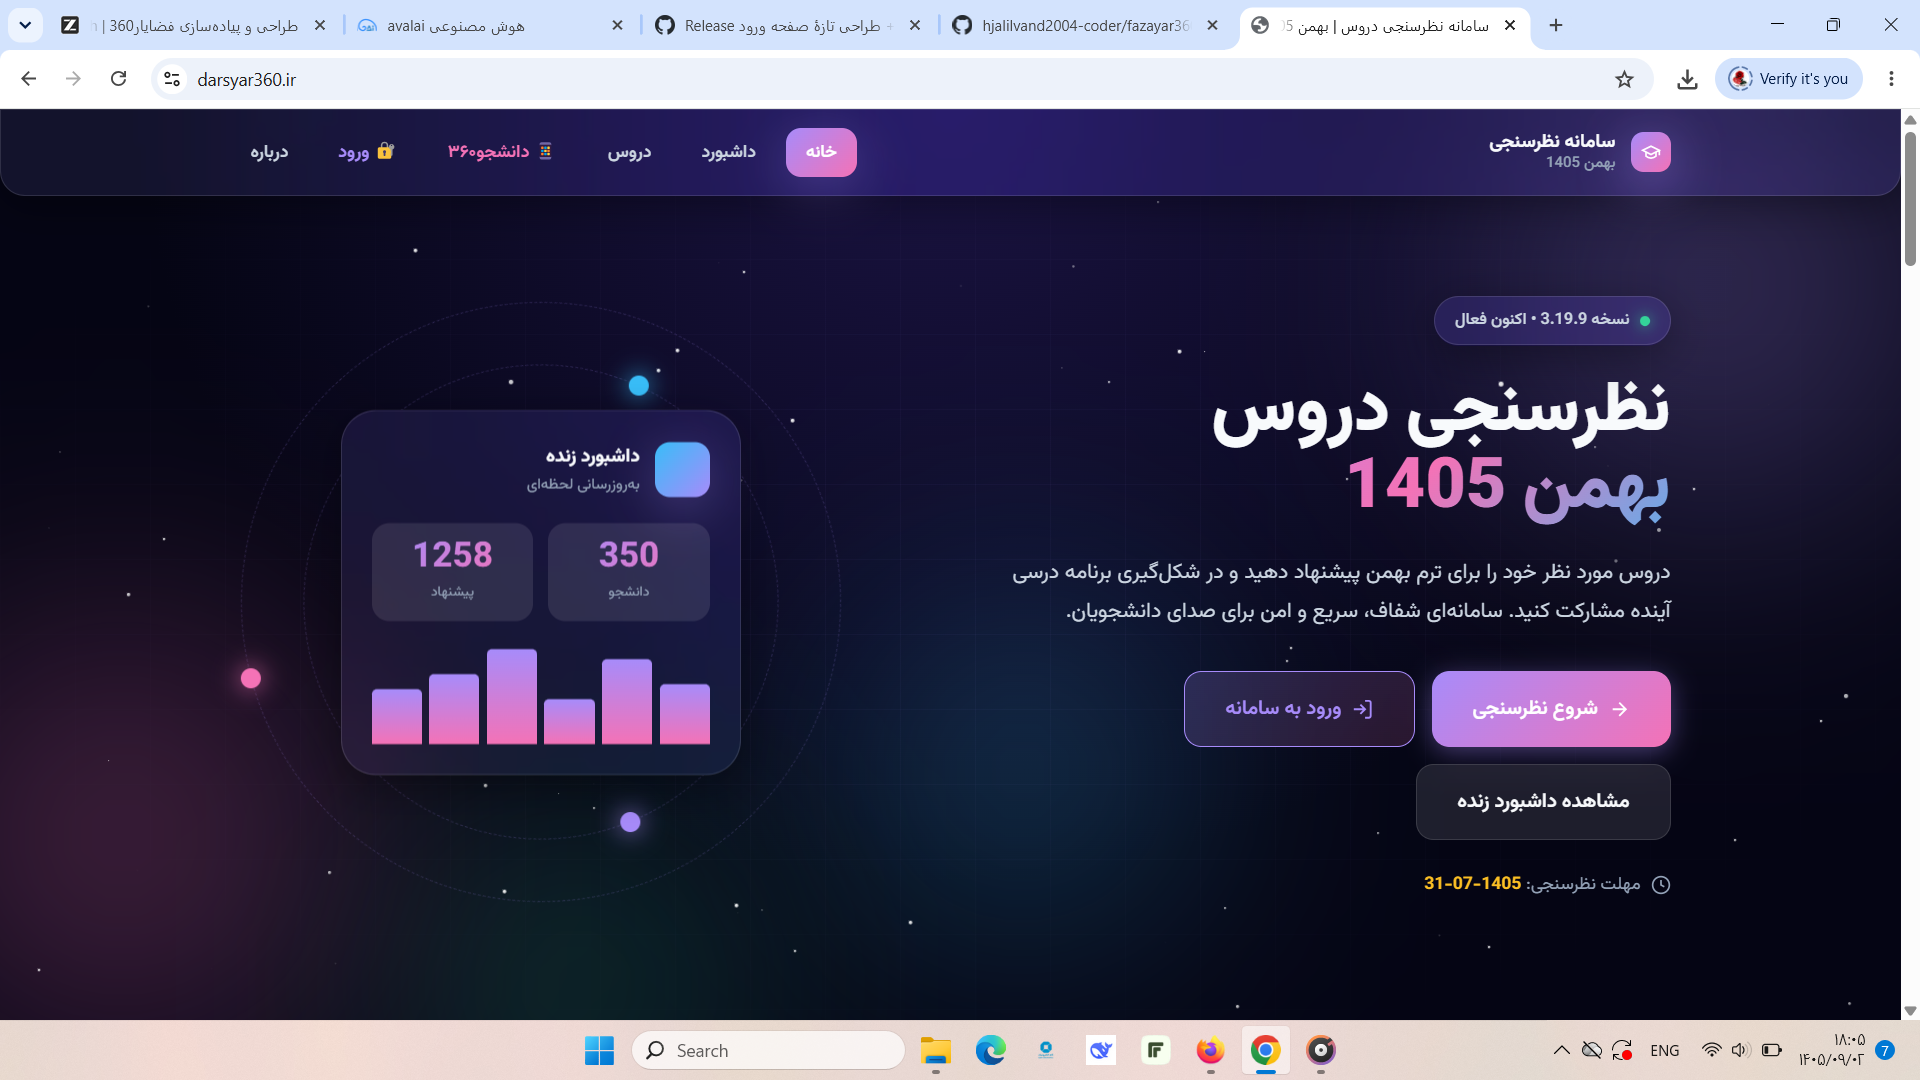 طراحی و پیاده‌سازی فضایار360 |
هوش مصنوعی avalai
Release طراحی تازهٔ صفحه ورود +
hjalilvand2004-coder/fazayar36
سامانه نظرسنجی دروس | بهمن
darsyar360.ir
Verify it's you
سامانه نظرسنجی
بهمن 1405
خانه
داشبورد
دروس
دانشجو۳۶۰
ورود
درباره
نسخه 3.19.9 • اکنون فعال
نظرسنجی دروس
بهمن 1405
دروس مورد نظر خود را برای ترم بهمن پیشنهاد دهید و در شکل‌گیری برنامه درسی
آینده مشارکت کنید. سامانه‌ای شفاف، سریع و امن برای صدای دانشجویان.
شروع نظرسنجی
ورود به سامانه
مشاهده داشبورد زنده
مهلت نظرسنجی: 1405-07-31
داشبورد زنده
به‌روزرسانی لحظه‌ای
350
دانشجو
1258
پیشنهاد
Search
ENG
۱۸:۰۵
۱۴۰۵/۰۹/۰۲
7